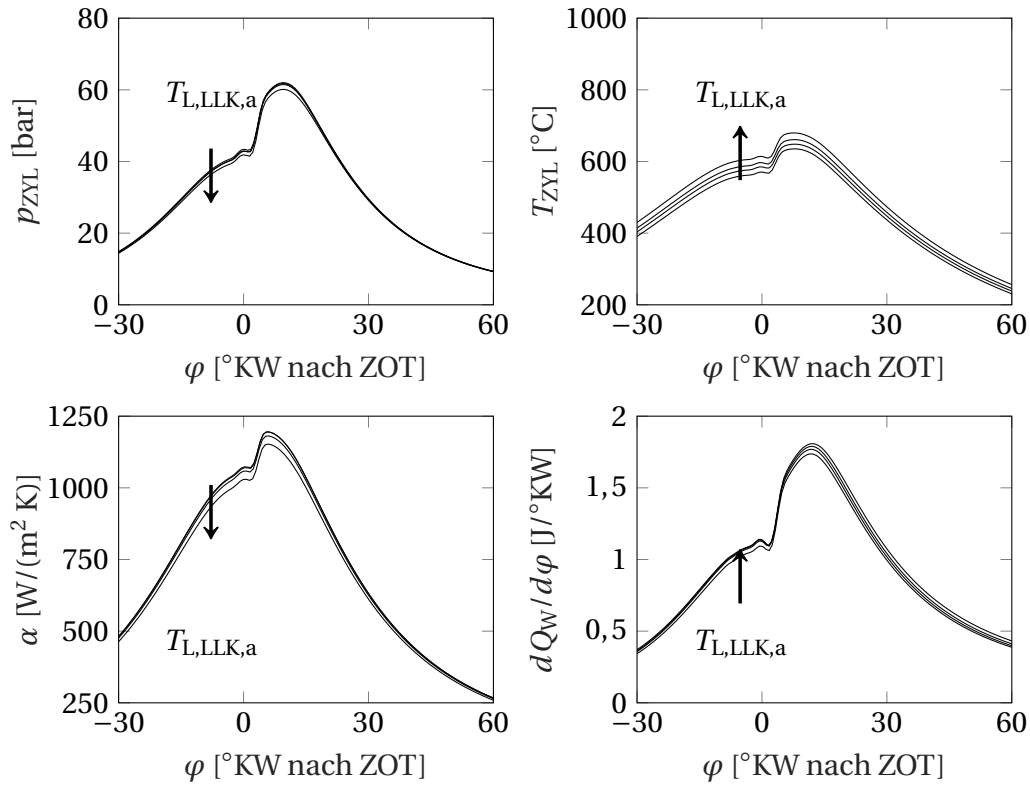 80
60
40
20
0
−30 0 30 60
p_ZYL [bar]
φ [°KW nach ZOT]
T_L,LLK,a
1000
800
600
400
200
−30 0 30 60
T_ZYL [°C]
φ [°KW nach ZOT]
T_L,LLK,a
1250
1000
750
500
250
−30 0 30 60
α [W/(m² K)]
φ [°KW nach ZOT]
T_L,LLK,a
2
1,5
1
0,5
0
−30 0 30 60
dQ_W/dφ [J/°KW]
φ [°KW nach ZOT]
T_L,LLK,a